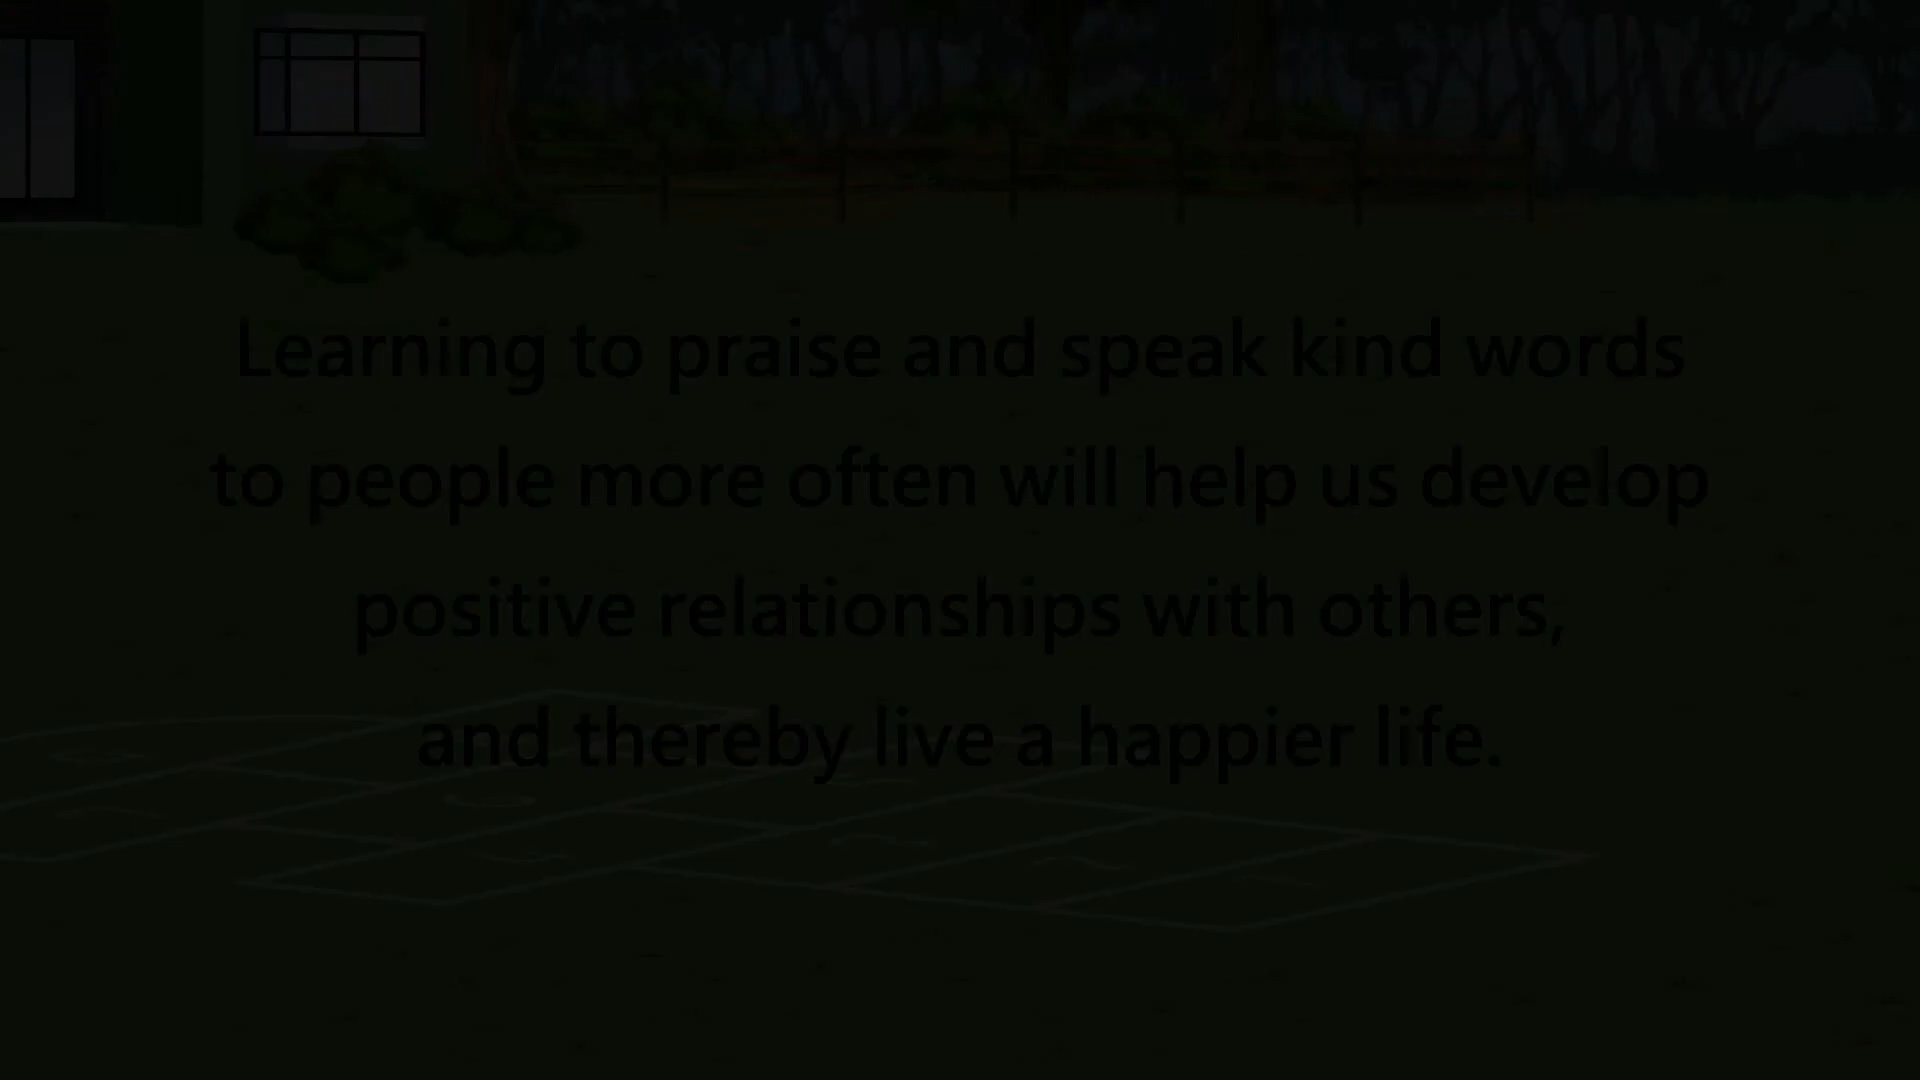 Learning to praise and speak kind words
to people more often will help us develop
positive relationships with others,
and thereby live a happier life.